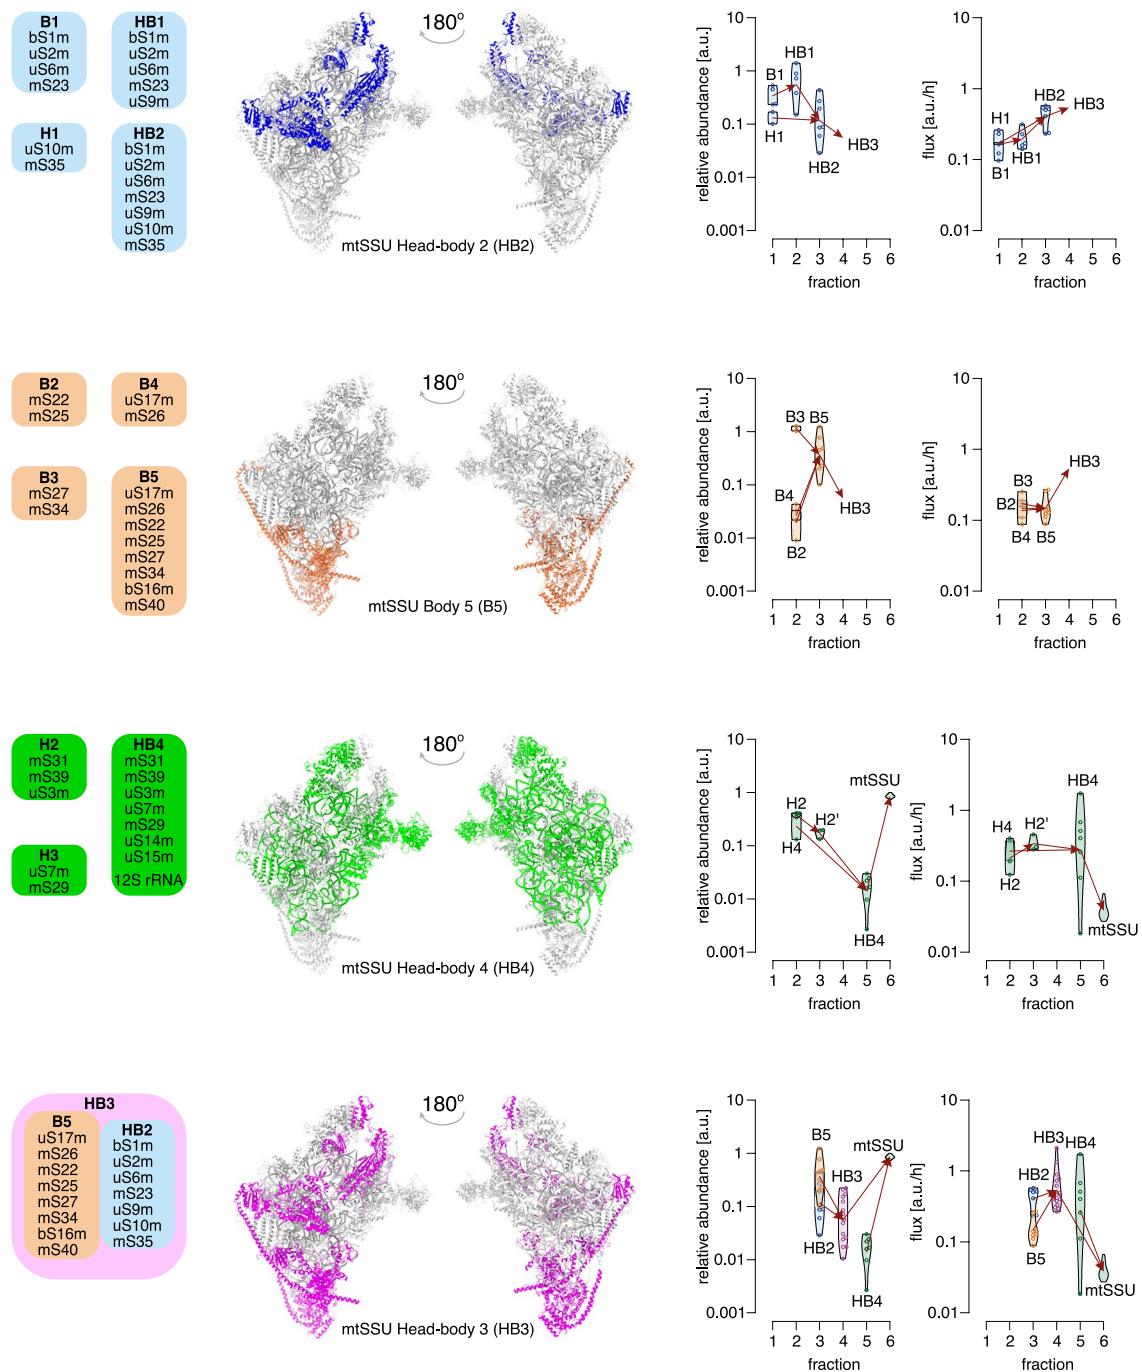 B1
bS1m
uS2m
uS6m
mS23
HB1
bS1m
uS2m
uS6m
mS23
uS9m
H1
uS10m
mS35
HB2
bS1m
uS2m
uS6m
mS23
uS9m
uS10m
mS35
180°
mtSSU Head-body 2 (HB2)
relative abundance [a.u.]
10
1
0.1
0.01
0.001
B1
HB1
H1
HB2
HB3
1 2 3 4 5 6
fraction
flux [a.u./h]
10
1
0.1
0.01
H1
B1
HB1
HB2
HB3
1 2 3 4 5 6
fraction
B2
mS22
mS25
B4
uS17m
mS26
B3
mS27
mS34
B5
uS17m
mS26
mS22
mS25
mS27
mS34
bS16m
mS40
180°
mtSSU Body 5 (B5)
relative abundance [a.u.]
10
1
0.1
0.01
0.001
B3 B5
B4
B2
HB3
1 2 3 4 5 6
fraction
flux [a.u./h]
10
1
0.1
0.01
B3
B2
B4 B5
HB3
1 2 3 4 5 6
fraction
H2
mS31
mS39
uS3m
HB4
mS31
mS39
uS3m
uS7m
mS29
uS14m
uS15m
12S rRNA
H3
uS7m
mS29
180°
mtSSU Head-body 4 (HB4)
relative abundance [a.u.]
10
1
0.1
0.01
0.001
H2
H2'
H4
HB4
mtSSU
1 2 3 4 5 6
fraction
flux [a.u./h]
10
1
0.1
0.01
H4 H2'
H2
HB4
mtSSU
1 2 3 4 5 6
fraction
HB3
B5
uS17m
mS26
mS22
mS25
mS27
mS34
bS16m
mS40
HB2
bS1m
uS2m
uS6m
mS23
uS9m
uS10m
mS35
180°
mtSSU Head-body 3 (HB3)
relative abundance [a.u.]
10
1
0.1
0.01
0.001
B5
HB3
HB2
HB4
mtSSU
1 2 3 4 5 6
fraction
flux [a.u./h]
10
1
0.1
0.01
HB3
HB4
HB2
B5
mtSSU
1 2 3 4 5 6
fraction